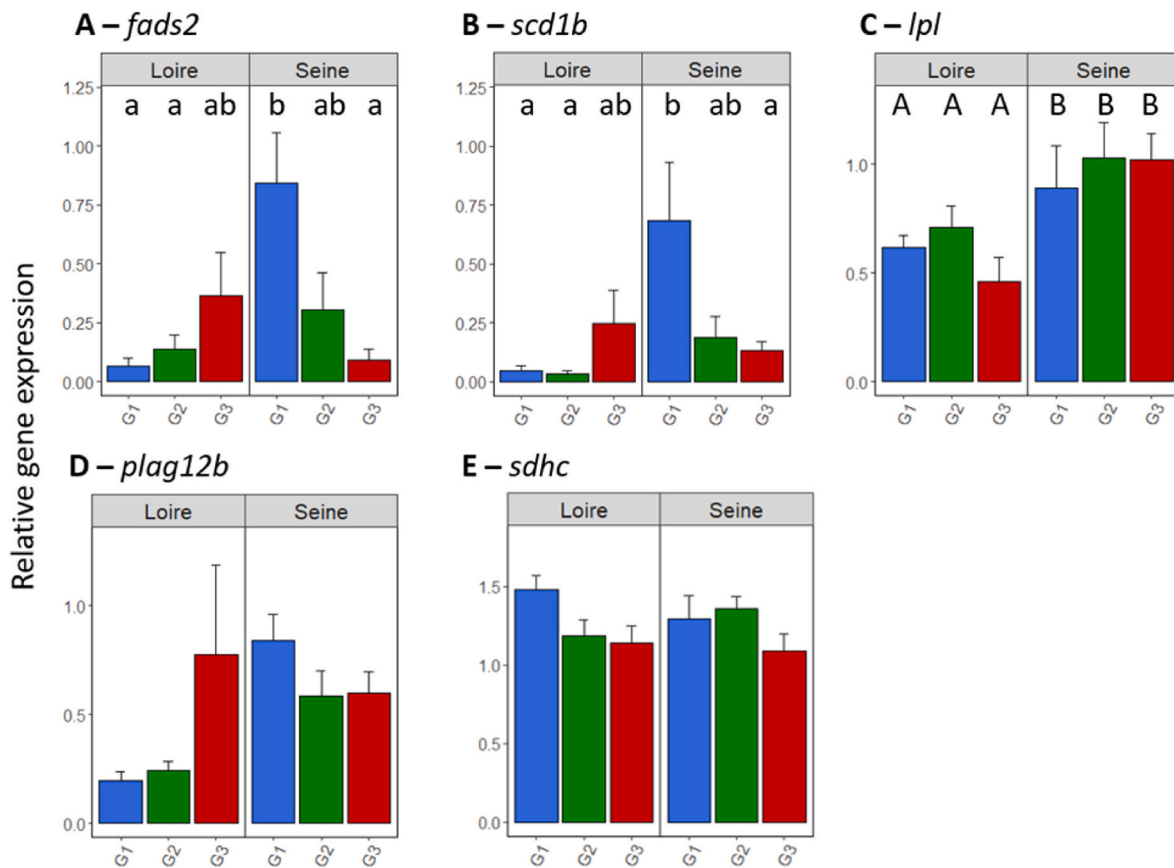 A – fads2
B – scd1b
C – lpl
Loire Seine
Loire Seine
Loire Seine
a a ab b ab a
a a ab b ab a
A A A B B B
1.25
1.00
0.75
0.50
0.25
0.00
1.25
1.00
0.75
0.50
0.25
0.00
1.0
0.5
0.0
G1 G2 G3 G1 G2 G3
G1 G2 G3 G1 G2 G3
G1 G2 G3 G1 G2 G3
Relative gene expression
D – plag12b
E – sdhc
Loire Seine
Loire Seine
1.0
0.5
0.0
1.5
1.0
0.5
0.0
G1 G2 G3 G1 G2 G3
G1 G2 G3 G1 G2 G3